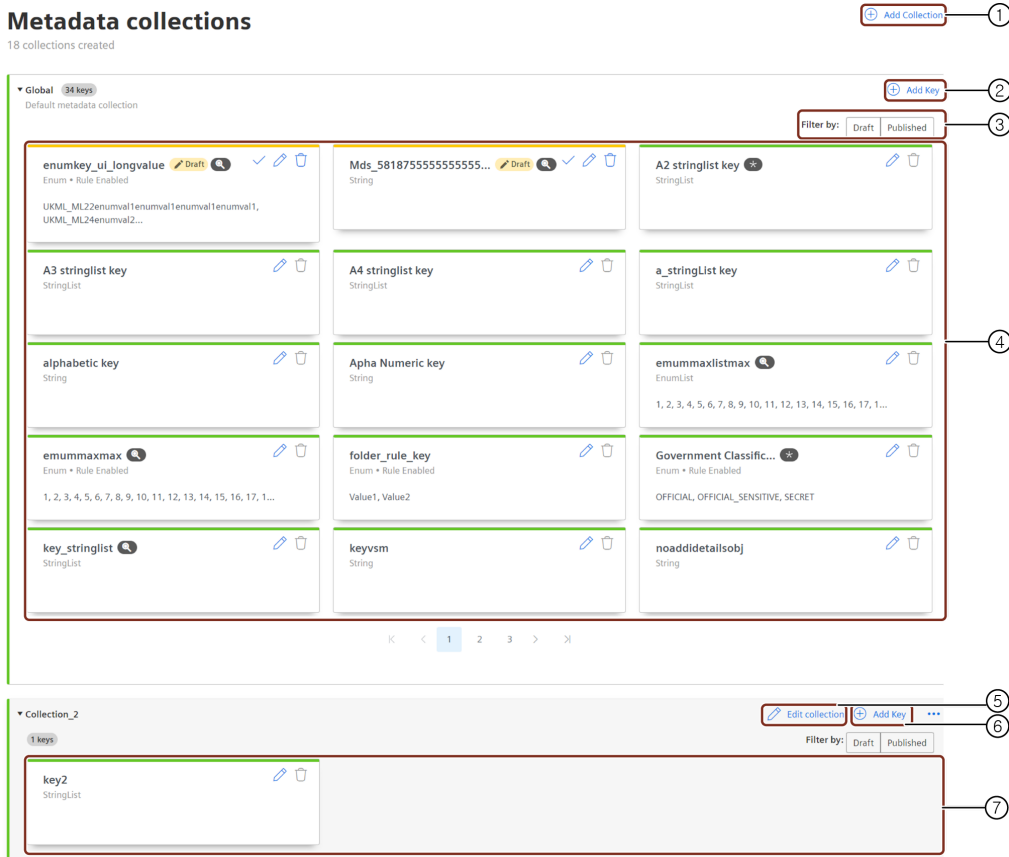 Metadata collections
Add Collection
1
18 collections created
Global 34 keys
Add Key
2
Default metadata collection
Filter by: Draft Published
3
enumkey_ui_longvalue Draft
Enum • Rule Enabled
UKML_ML22enumval1enumval1enumval1enumval1,
UKML_ML24enumval2...
Mds_5818755555555555... Draft
String
A2 stringlist key *
StringList
A3 stringlist key
StringList
A4 stringlist key
StringList
a_stringList key
StringList
4
alphabetic key
String
Apha Numeric key
String
emummaxlistmax
EnumList
1, 2, 3, 4, 5, 6, 7, 8, 9, 10, 11, 12, 13, 14, 15, 16, 17, 1...
emummaxmax
Enum • Rule Enabled
1, 2, 3, 4, 5, 6, 7, 8, 9, 10, 11, 12, 13, 14, 15, 16, 17, 1...
folder_rule_key
Enum • Rule Enabled
Value1, Value2
Government Classific... *
Enum • Rule Enabled
OFFICIAL, OFFICIAL_SENSITIVE, SECRET
key_stringlist
StringList
keyvsm
String
noaddidetailsobj
String
1 2 3
5
Collection_2
Edit collection Add Key ...
6
1 keys
Filter by: Draft Published
key2
StringList
7